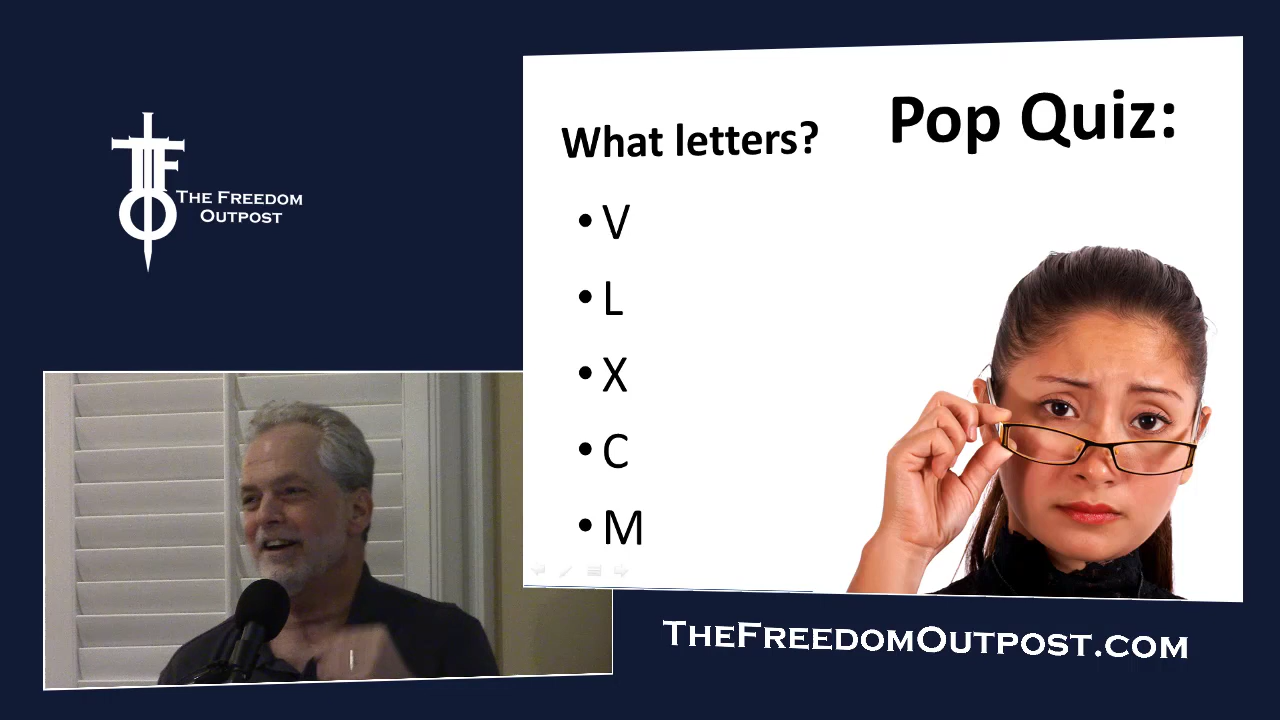 THE FREEDOM
OUTPOST
Pop Quiz:
What letters?
• V
• L
• X
• C
• M
THEFREEDOMOUTPOST.COM